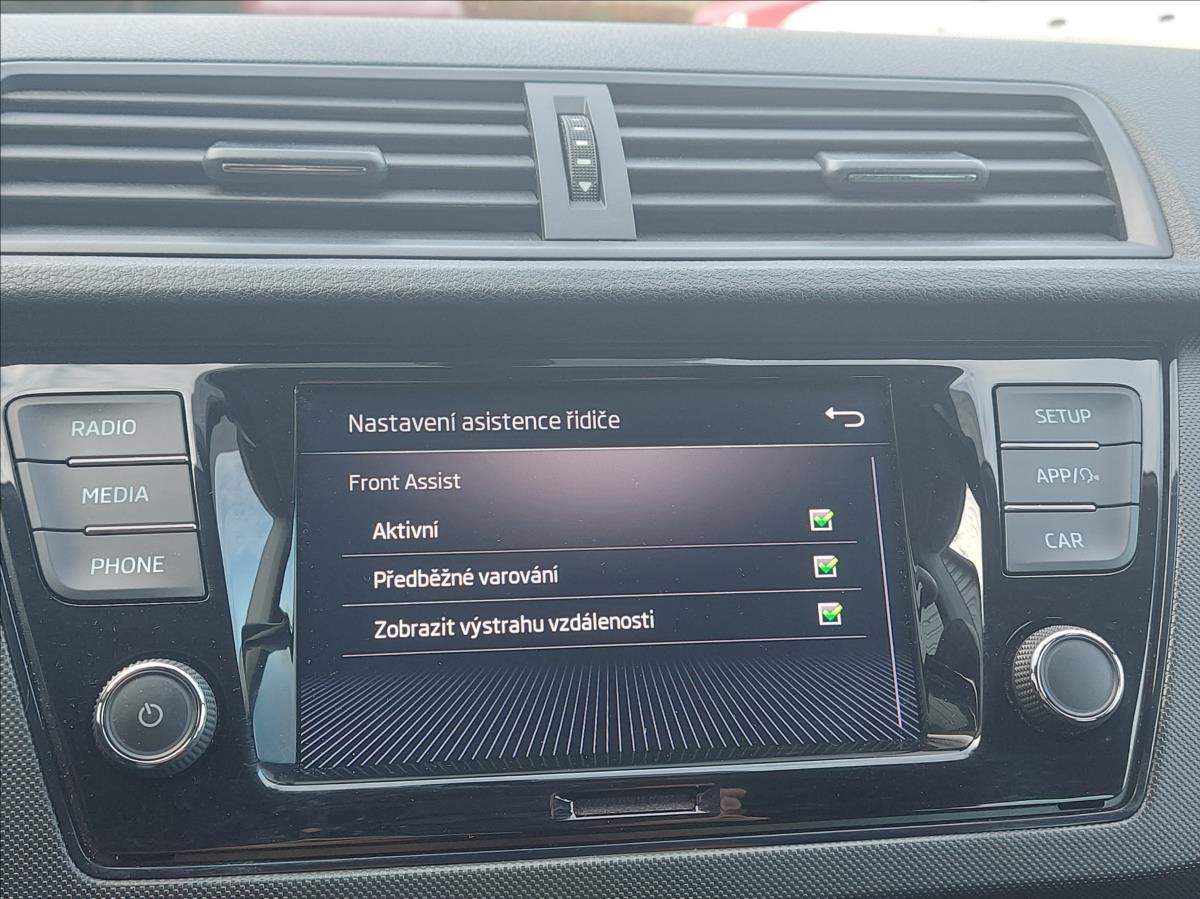 RADIO
MEDIA
PHONE
Nastavení asistence řidiče
Front Assist
Aktivní
Předběžné varování
Zobrazit výstrahu vzdálenosti
SETUP
APP/
CAR